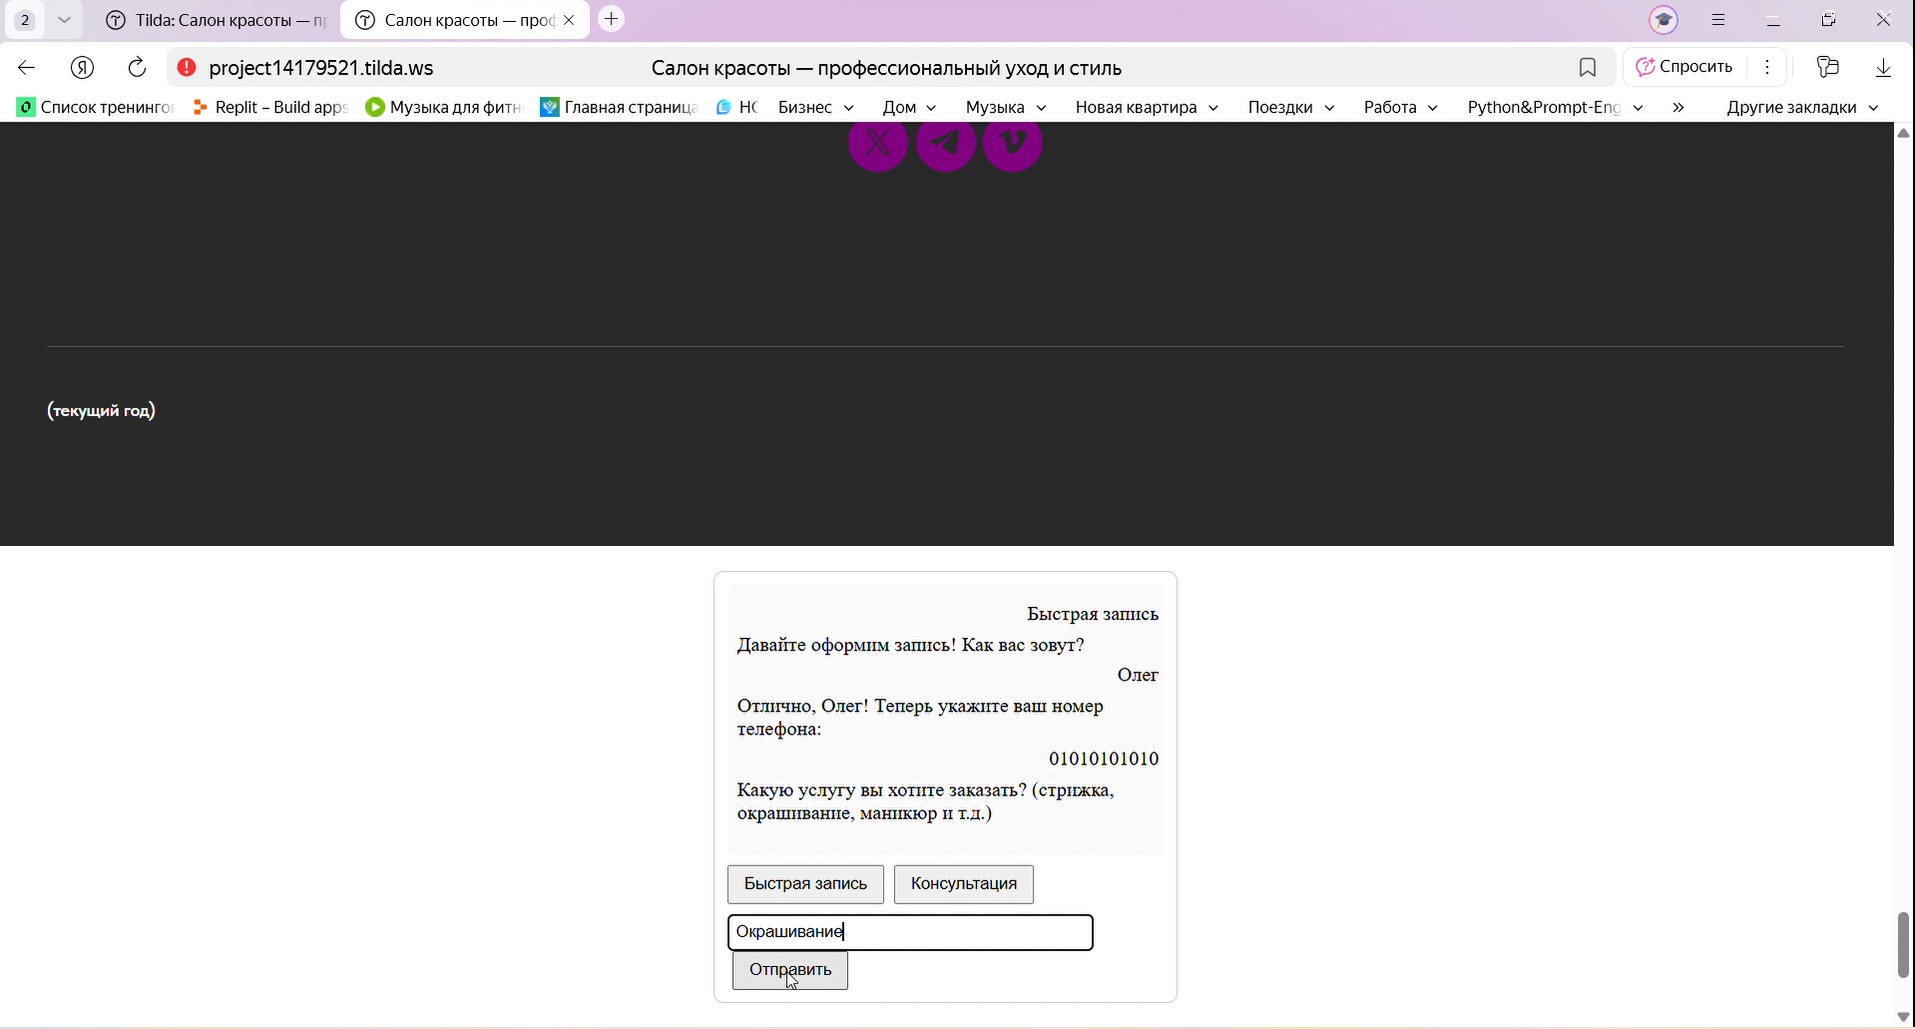 2
Tilda: Салон красоты — пр
Салон красоты — проф
project14179521.tilda.ws
Салон красоты — профессиональный уход и стиль
Спросить
Список тренингов
Replit – Build apps
Музыка для фитн
Главная страница
Бизнес
Дом
Музыка
Новая квартира
Поездки
Работа
Python&Prompt-Eng
»
Другие закладки
(текущий год)
Быстрая запись
Давайте оформим запись! Как вас зовут?
Олег
Отлично, Олег! Теперь укажите ваш номер
телефона:
01010101010
Какую услугу вы хотите заказать? (стрижка,
окрашивание, маникюр и т.д.)
Быстрая запись
Консультация
Окрашивание
Отправить